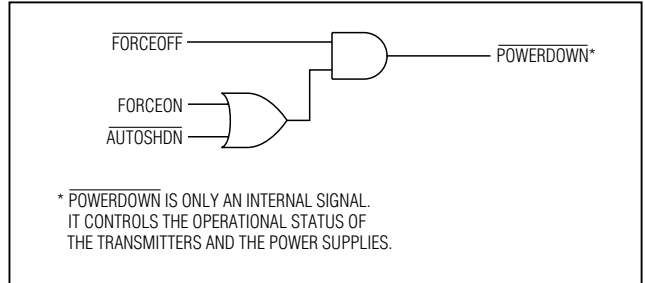 FORCEOFF
POWERDOWN*
FORCEON
AUTOSHDN
* POWERDOWN IS ONLY AN INTERNAL SIGNAL.
IT CONTROLS THE OPERATIONAL STATUS OF
THE TRANSMITTERS AND THE POWER SUPPLIES.